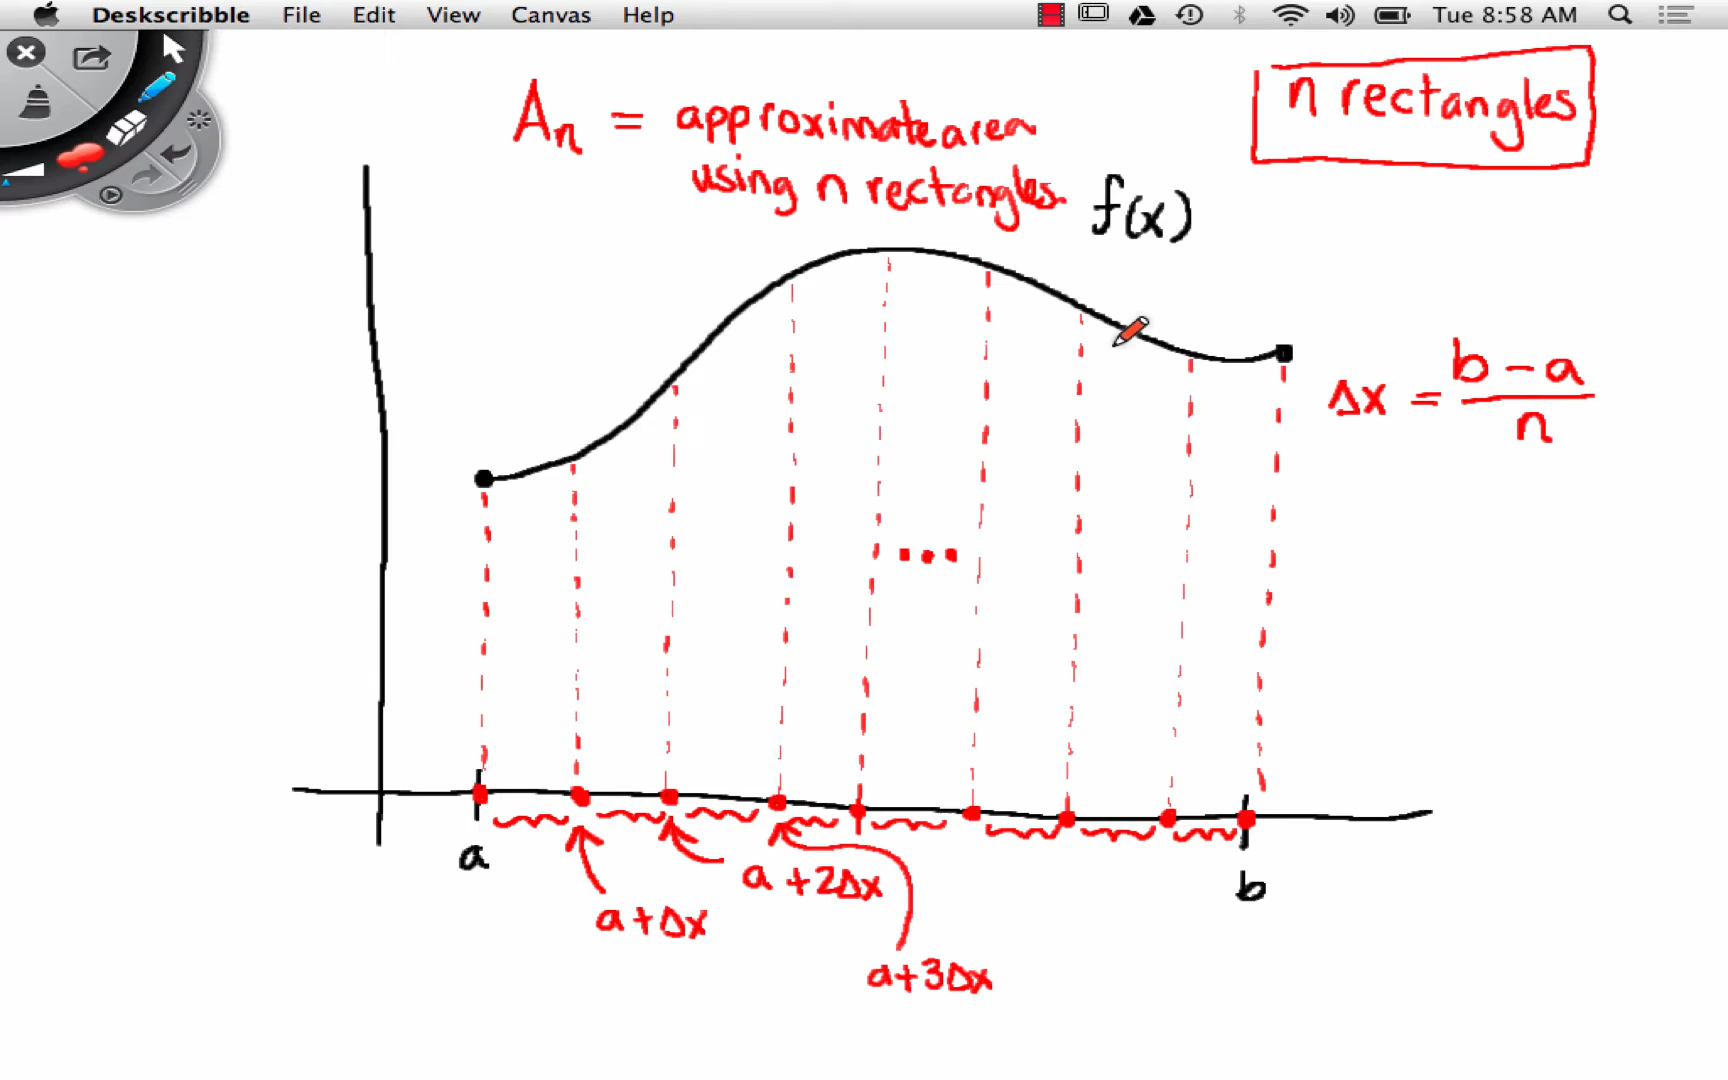 Deskscribble File Edit View Canvas Help Tue 8:58 AM
n rectangles
An = approximate area
using n rectangles.
f(x)
Δx = b - a
n
...
a
b
a + 2Δx
a + Δx
a + 3Δx